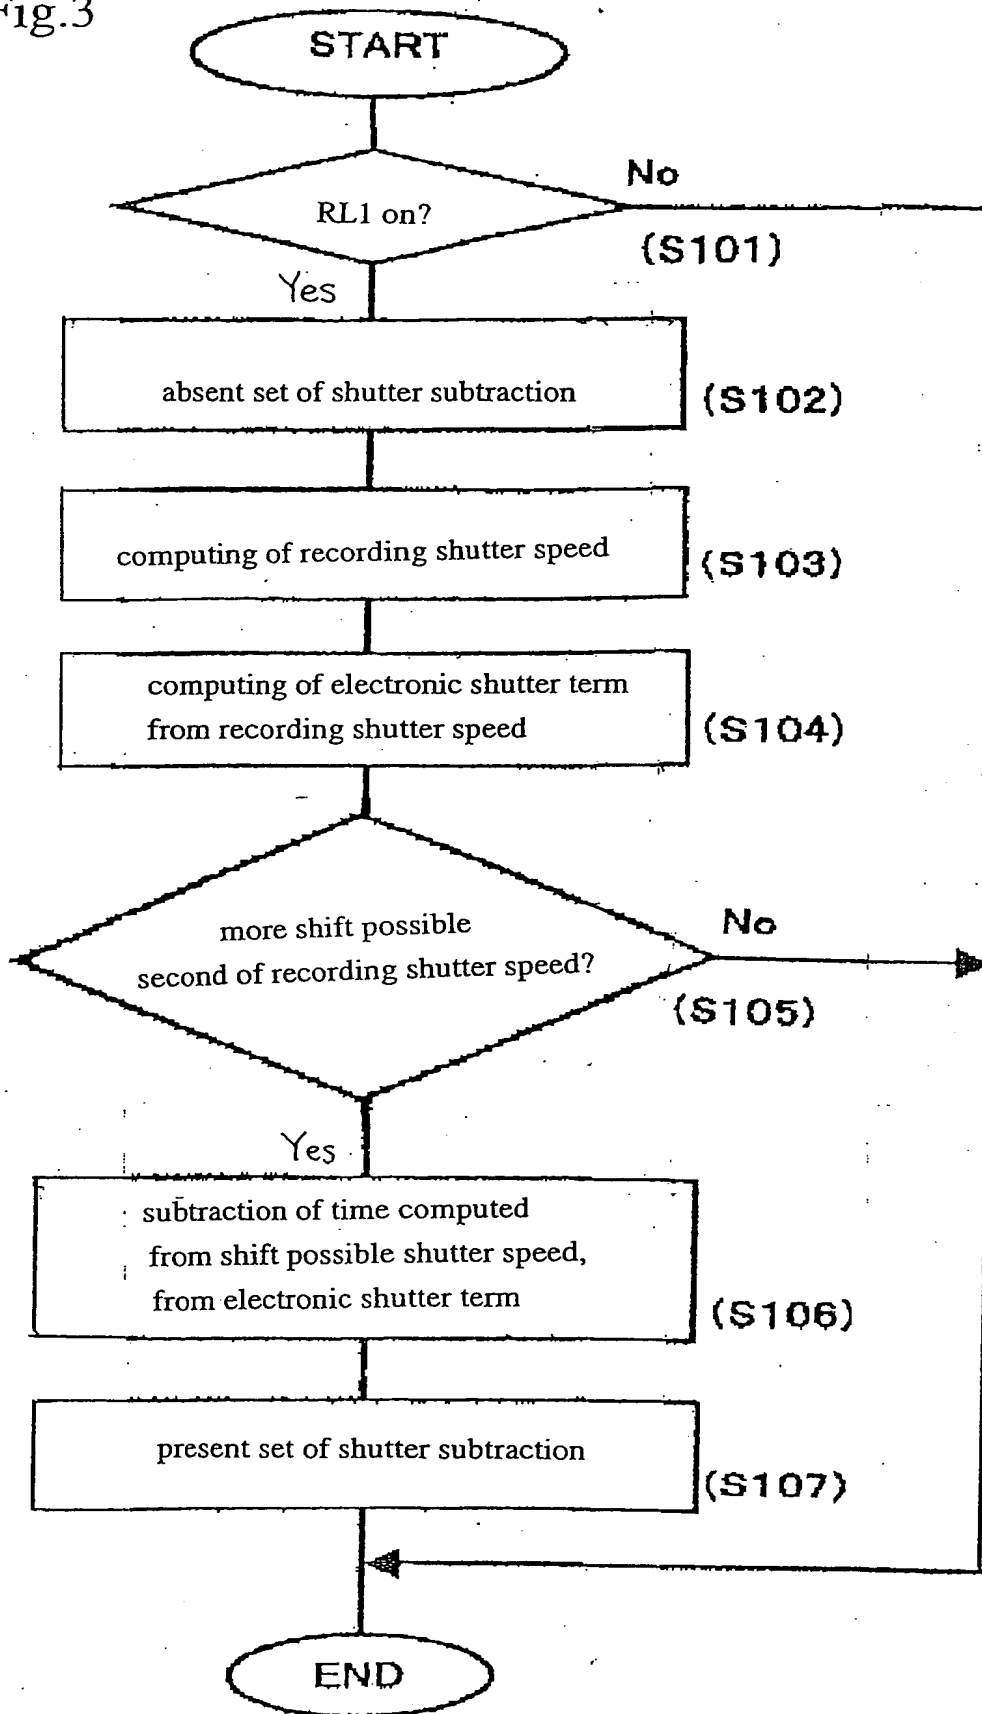 Fig.3
START
RL1 on?
No
(S101)
Yes
absent set of shutter subtraction
(S102)
computing of recording shutter speed
(S103)
computing of electronic shutter term
from recording shutter speed
(S104)
more shift possible
second of recording shutter speed?
No
(S105)
Yes
subtraction of time computed
from shift possible shutter speed,
from electronic shutter term
(S106)
present set of shutter subtraction
(S107)
END